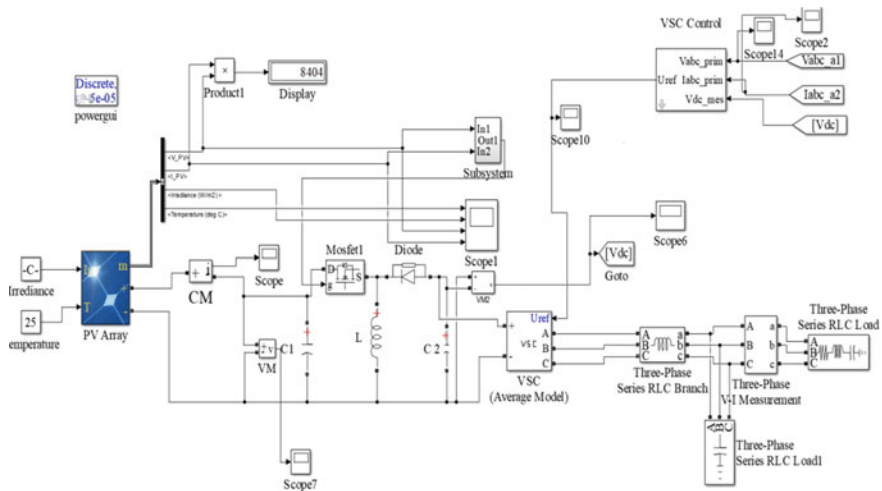 VSC Control
Scope14
Scope2
Vabc_prim
Uref Iabc_prim
Vdc_mes
Vabc_a1
Iabc_a2
[Vdc]
Scope10
Discrete,
5e-05
powergui
×
Product1
8404
Display
In1
Out1
In2
Subsystem
<V_PV>
<I_PV>
<Irradiance (W/m2)>
<Temperature (deg C)>
Scope1
Scope6
[Vdc]
Goto
-C-
Irradiance
25
emperature
I
T
m
+
-
PV Array
+ i
-
CM
Scope
Mosfet1
D
S
g
Diode
+ v
-
VM
C1
L
C 2
+ v
-
VM2
Scope7
Uref
+
-
VSC
A
B
C
VSC
(Average Model)
A A
B B
C C
Three-Phase
Series RLC Branch
A a
B b
C c
Three-Phase
V-I Measurement
Three-Phase
Series RLC Load
A
B
C
A B C
Three-Phase
Series RLC Load1